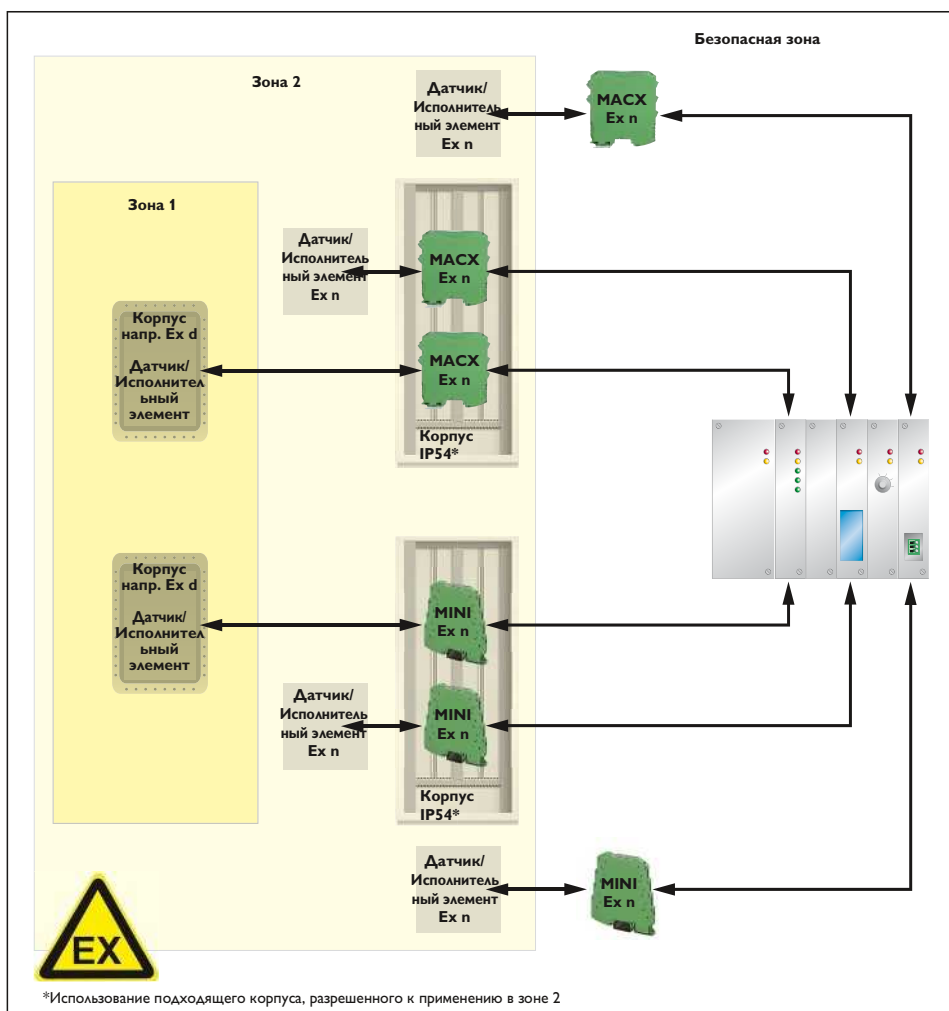 Безопасная зона
Зона 2
Датчик/
Исполнитель
ный элемент
Ex n
MACX
Ex n
Зона 1
Датчик/
Исполнитель
ный элемент
Ex n
MACX
Ex n
Корпус
напр. Ex d
Датчик/
Исполнител
ьный
элемент
MACX
Ex n
Корпус
IP54*
Корпус
напр. Ex d
Датчик/
Исполнител
ьный
элемент
MINI
Ex n
Датчик/
Исполнитель
ный элемент
Ex n
MINI
Ex n
Корпус
IP54*
Датчик/
Исполнитель
ный элемент
Ex n
MINI
Ex n
EX
*Использование подходящего корпуса, разрешенного к применению в зоне 2